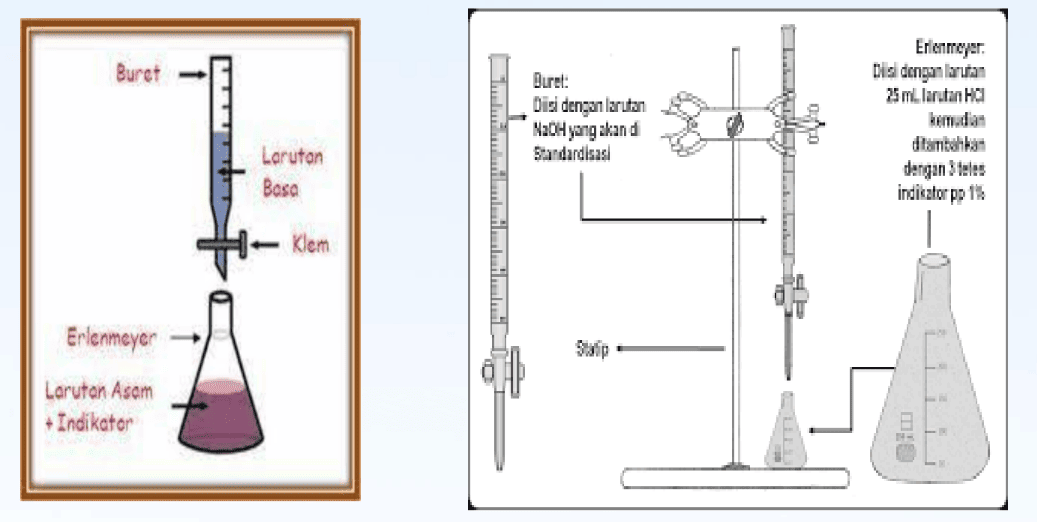 Buret
Larutan
Basa
Klem
Erlenmeyer
Larutan Asam
+ Indikator
Buret:
Diisi dengan larutan
NaOH yang akan di
Standardisasi
Statip
Erlenmeyer:
Diisi dengan larutan
25 mL larutan HCl
kemudian
ditambahkan
dengan 3 tetes
indikator pp 1%